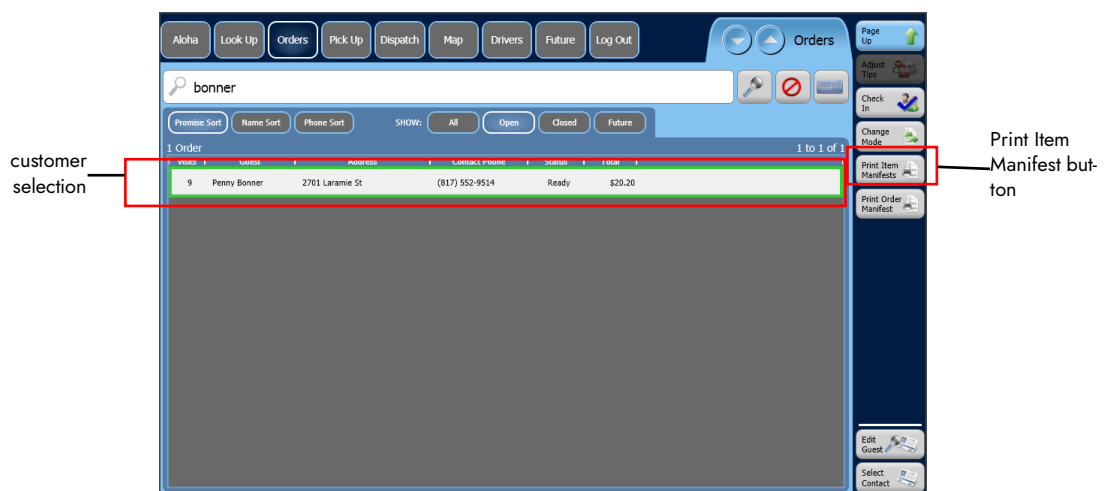 Aloha Look Up Orders Pick Up Dispatch Map Drivers Future Log Out Orders
Page
Up
Adjust
Tips
bonner
Check
In
Promise Sort Name Sort Phone Sort SHOW: All Open Closed Future
Change
Mode
1 Order 1 to 1 of 1
Visits Guest Address Contact Phone Status Total
9 Penny Bonner 2701 Laramie St (817) 552-9514 Ready $20.20
Print Item
Manifests
Print Order
Manifest
Edit
Guest
Select
Contact
customer
selection
Print Item
Manifest but-
ton